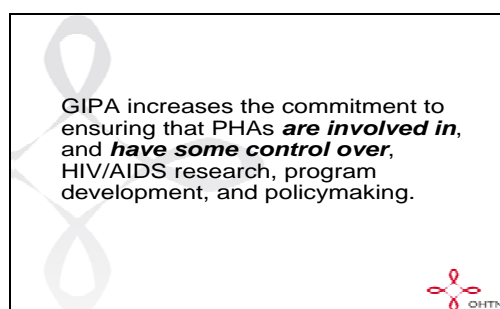 GIPA increases the commitment to
ensuring that PHAs are involved in,
and have some control over,
HIV/AIDS research, program
development, and policymaking.
OHTN